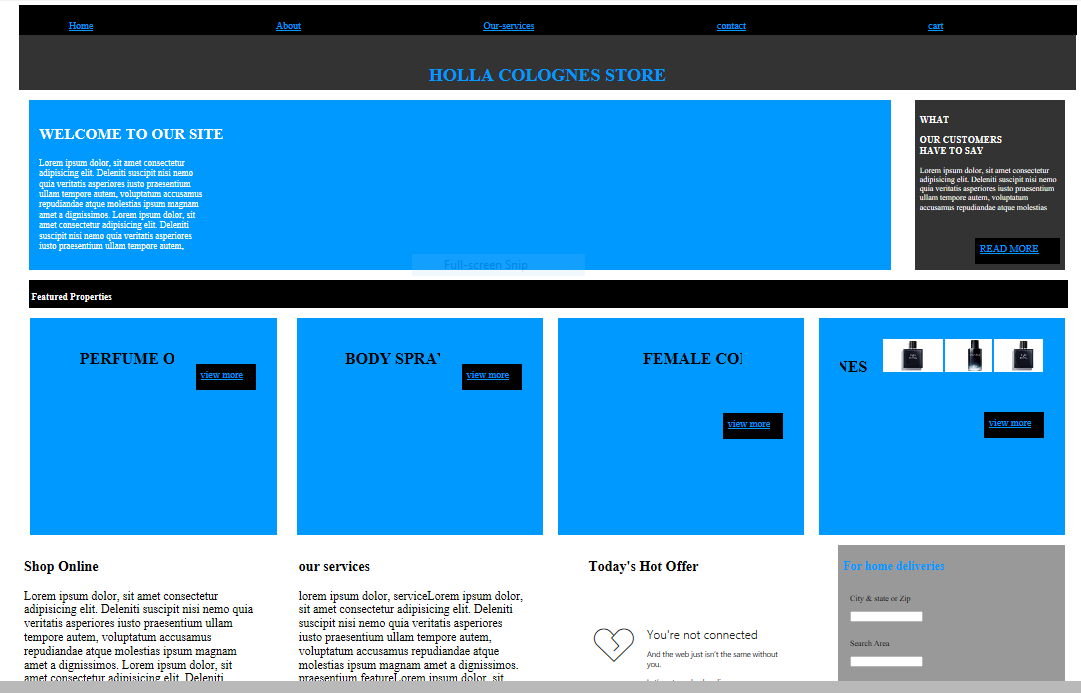 Home About Our-services contact cart
HOLLA COLOGNES STORE
WELCOME TO OUR SITE
Lorem ipsum dolor, sit amet consectetur
adipisicing elit. Deleniti suscipit nisi nemo
quia veritatis asperiores iusto praesentium
ullam tempore autem, voluptatum accusamus
repudiandae atque molestias ipsum magnam
amet a dignissimos. Lorem ipsum dolor, sit
amet consectetur adipisicing elit. Deleniti
suscipit nisi nemo quia veritatis asperiores
iusto praesentium ullam tempore autem,
Full-screen Snip
WHAT
OUR CUSTOMERS
HAVE TO SAY
Lorem ipsum dolor, sit amet consectetur
adipisicing elit. Deleniti suscipit nisi nemo
quia veritatis asperiores iusto praesentium
ullam tempore autem, voluptatum
accusamus repudiandae atque molestias
READ MORE
Featured Properties
PERFUME O
view more
BODY SPRA
view more
FEMALE CO
view more
NES
view more
Shop Online
Lorem ipsum dolor, sit amet consectetur
adipisicing elit. Deleniti suscipit nisi nemo quia
veritatis asperiores iusto praesentium ullam
tempore autem, voluptatum accusamus
repudiandae atque molestias ipsum magnam
amet a dignissimos. Lorem ipsum dolor, sit
amet consectetur adipisicing elit. Deleniti
our services
lorem ipsum dolor, serviceLorem ipsum dolor,
sit amet consectetur adipisicing elit. Deleniti
suscipit nisi nemo quia veritatis asperiores
iusto praesentium ullam tempore autem,
voluptatum accusamus repudiandae atque
molestias ipsum magnam amet a dignissimos.
praesentium featureLorem ipsum dolor, sit
Today's Hot Offer
You're not connected
And the web just isn't the same without
you.
For home deliveries
City & state or Zip
Search Area